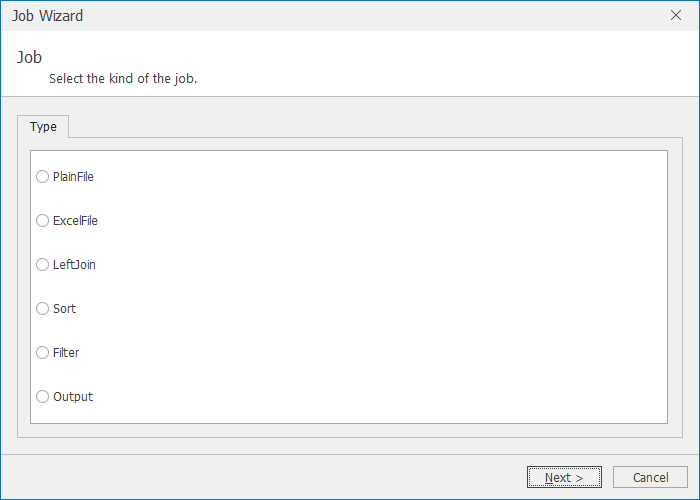 Job Wizard
Job
Select the kind of the job.
Type
PlainFile
ExcelFile
LeftJoin
Sort
Filter
Output
Next >
Cancel